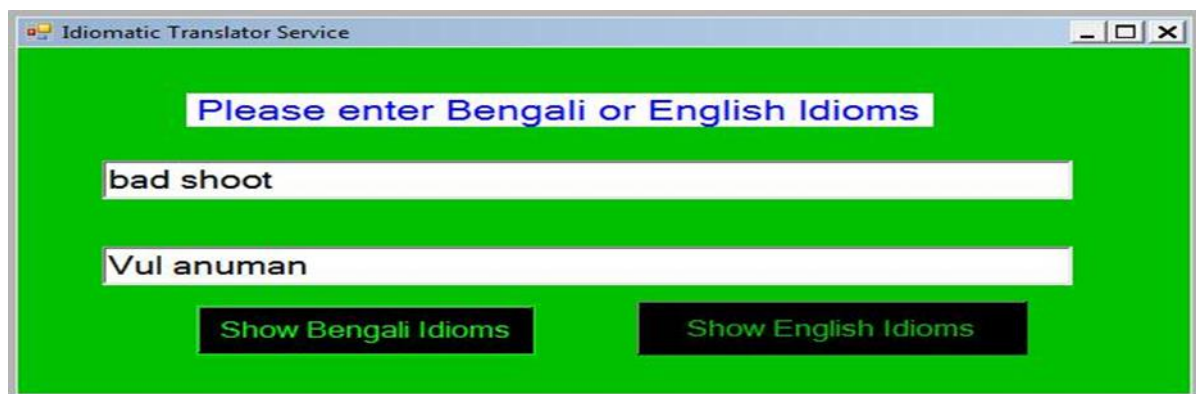 Idiomatic Translator Service
Please enter Bengali or English Idioms
bad shoot
Vul anuman
Show Bengali Idioms Show English Idioms